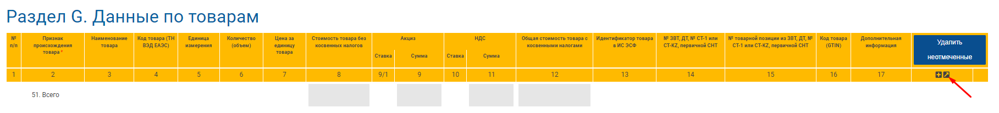 Раздел G. Данные по товарам
№ п/п
Признак происхождения товара *
Наименование товара
Код товара (ТН ВЭД ЕАЭС)
Единица измерения
Количество (объем)
Цена за единицу товара
Стоимость товара без косвенных налогов
Акциз
Ставка
Сумма
НДС
Ставка
Сумма
Общая стоимость товара с косвенными налогами
Идентификатор товара в ИС ЭСФ
№ ЗВТ, ДТ, № СТ-1 или СТ-KZ, первичной СНТ
№ товарной позиции из ЗВТ, ДТ, № СТ-1 или СТ-KZ, первичной СНТ
Код товара (GTIN)
Дополнительная информация
Удалить
неотмеченные
1 2 3 4 5 6 7 8 9/1 9 10 11 12 13 14 15 16 17
51. Всего